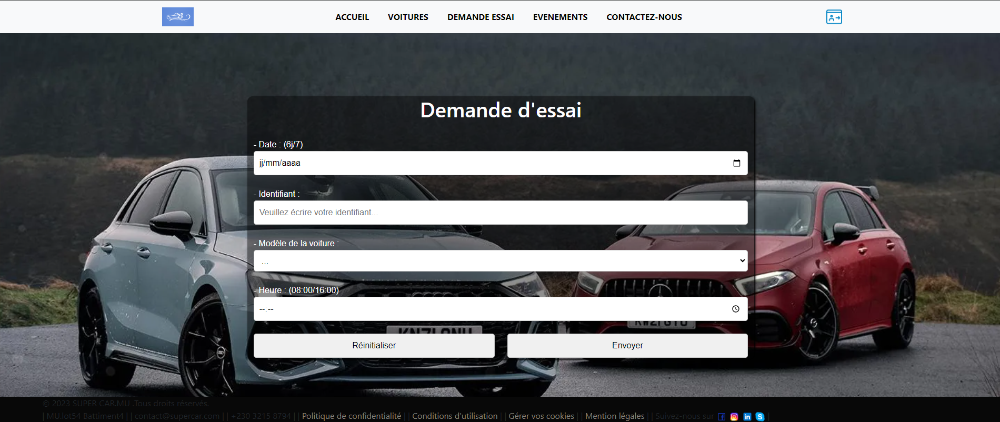 ACCUEIL VOITURES DEMANDE ESSAI EVENEMENTS CONTACTEZ-NOUS
Demande d'essai
- Date : (6j/7)
jj/mm/aaaa
- Identifiant :
Veuillez écrire votre identifiant...
- Modèle de la voiture :
...
- Heure : (08:00/16:00)
--:--
Réinitialiser Envoyer
© 2023 SUPER CAR.MU .Tous droits réservés.
| MU.lot54 Battiment4 | | contact@supercar.com | | +230 3215 8794 | | Politique de confidentialité | | Conditions d'utilisation | | Gérer vos cookies | | Mention légales | | Suivez-nous sur |